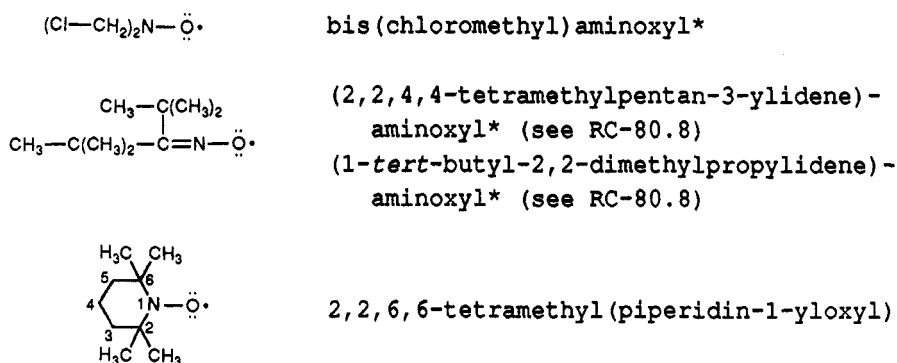 (Cl—CH₂)₂N—Ö• bis(chloromethyl)aminoxyl*
CH₃—C(CH₃)₂
CH₃—C(CH₃)₂—C=N—Ö•
(2,2,4,4-tetramethylpentan-3-ylidene)-
aminoxyl* (see RC-80.8)
(1-tert-butyl-2,2-dimethylpropylidene)-
aminoxyl* (see RC-80.8)
H₃C CH₃
5 6
4 1 N—Ö•
3 2
H₃C CH₃
2,2,6,6-tetramethyl(piperidin-1-yloxyl)